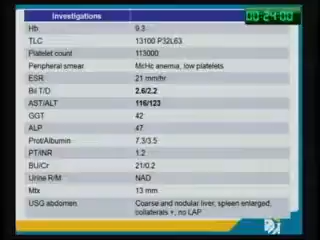 00:24:00
Investigations
Hb 9.3
TLC 13100 P32L63
Platelet count 113000
Peripheral smear McHc anemia, low platelets
ESR 21 mm/hr
Bil T/D 2.6/2.2
AST/ALT 116/123
GGT 42
ALP 47
Prot/Albumin 7.3/3.5
PT/INR 1.2
BU/Cr 21/0.2
Urine R/M NAD
Mtx 13 mm
USG abdomen Coarse and nodular liver, spleen enlarged,
collaterals +, no LAP